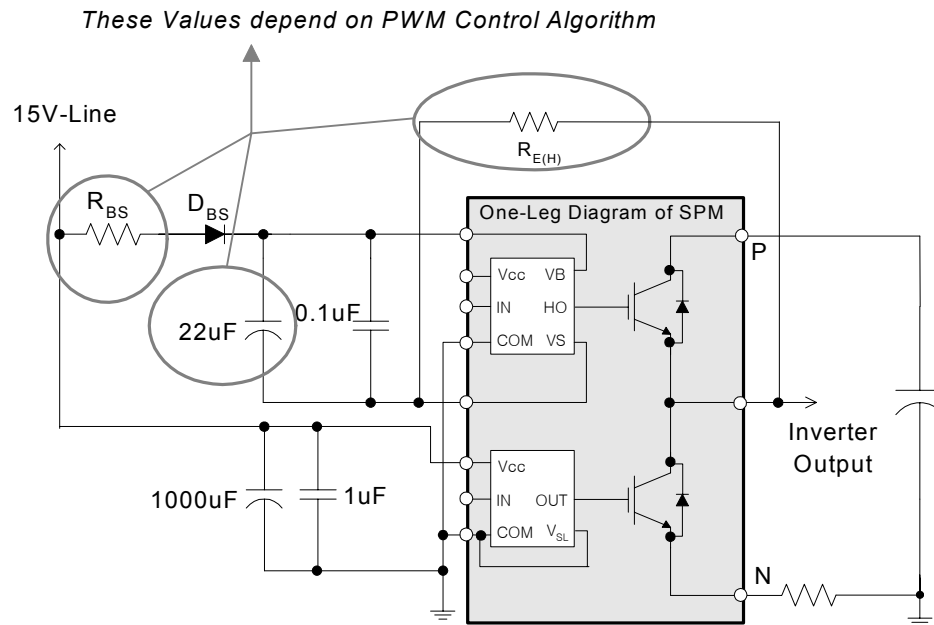 These Values depend on PWM Control Algorithm
15V-Line
R_BS
D_BS
R_E(H)
One-Leg Diagram of SPM
P
Vcc VB
IN HO
COM VS
22uF
0.1uF
Inverter
Output
Vcc
IN OUT
COM V_SL
1000uF
1uF
N